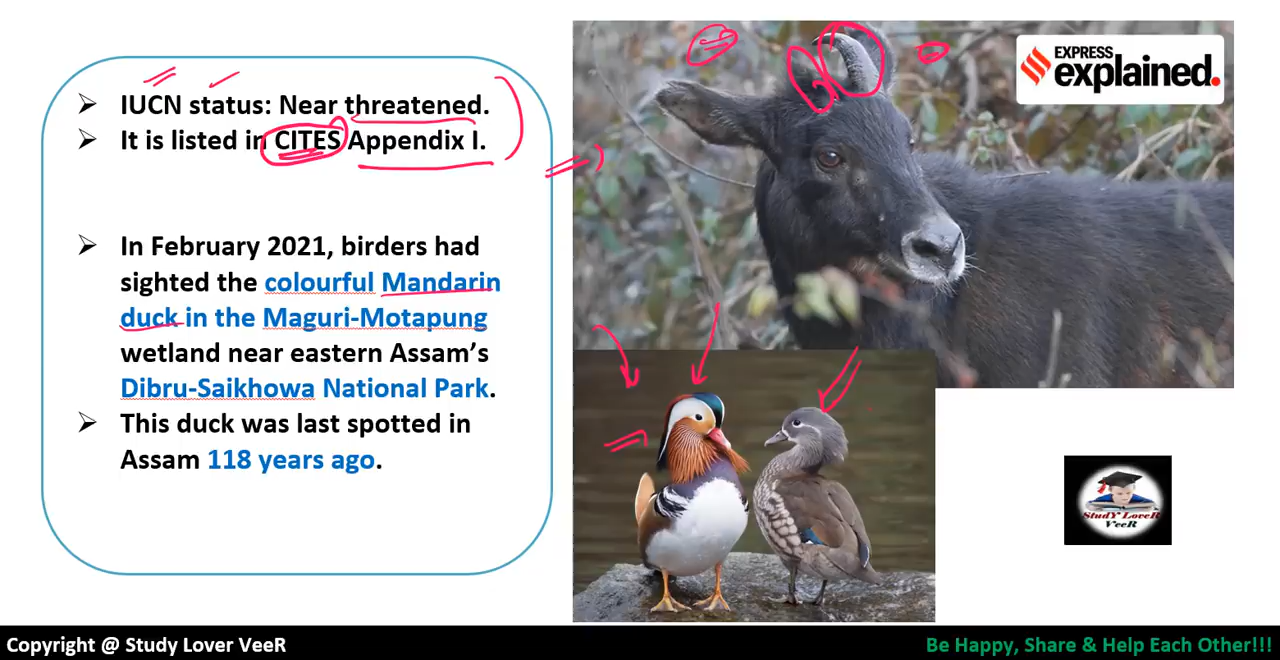 IUCN status: Near threatened.
It is listed in CITES Appendix I.
In February 2021, birders had
sighted the colourful Mandarin
duck in the Maguri-Motapung
wetland near eastern Assam's
Dibru-Saikhowa National Park.
This duck was last spotted in
Assam 118 years ago.
EXPRESS
explained.
StudY LoveR
VeeR
Copyright @ Study Lover VeeR
Be Happy, Share & Help Each Other!!!